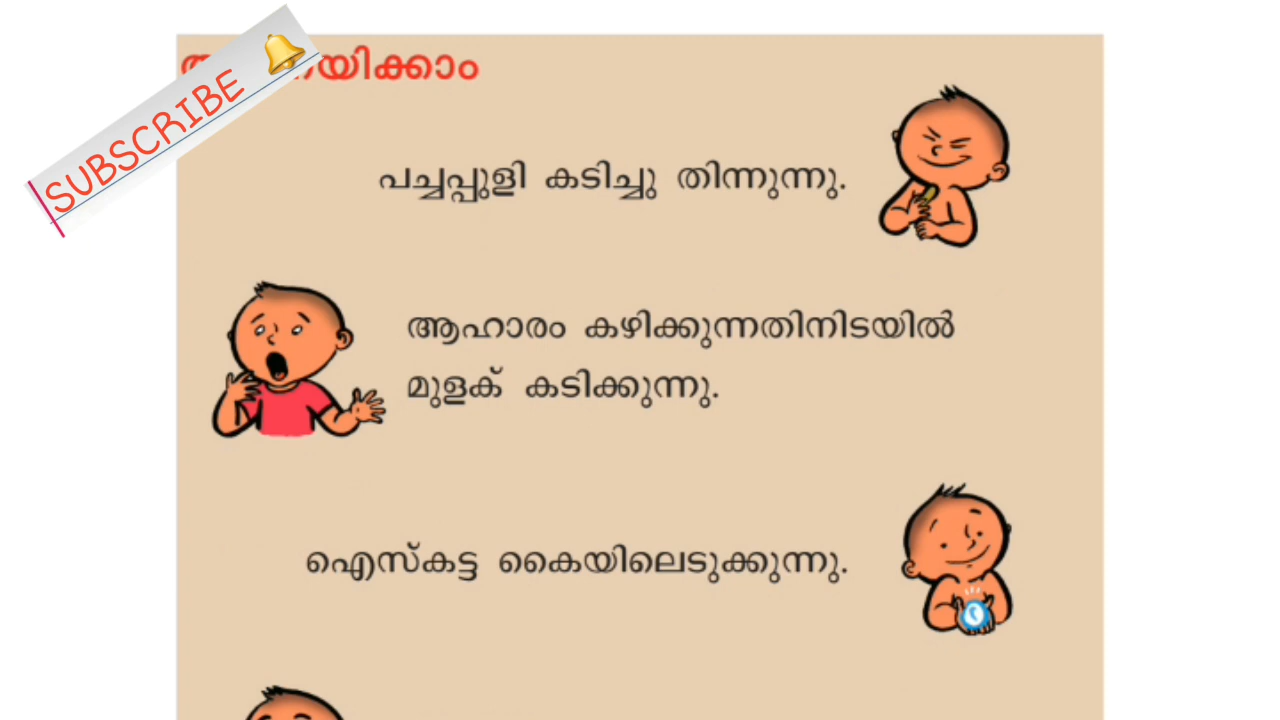 SUBSCRIBE
പച്ചപ്പുളി കടിച്ചു തിന്നുന്നു.
ആഹാരം കഴിക്കുന്നതിനിടയിൽ
മുളക് കടിക്കുന്നു.
ഐസ്കട്ട കൈയിലെടുക്കുന്നു.